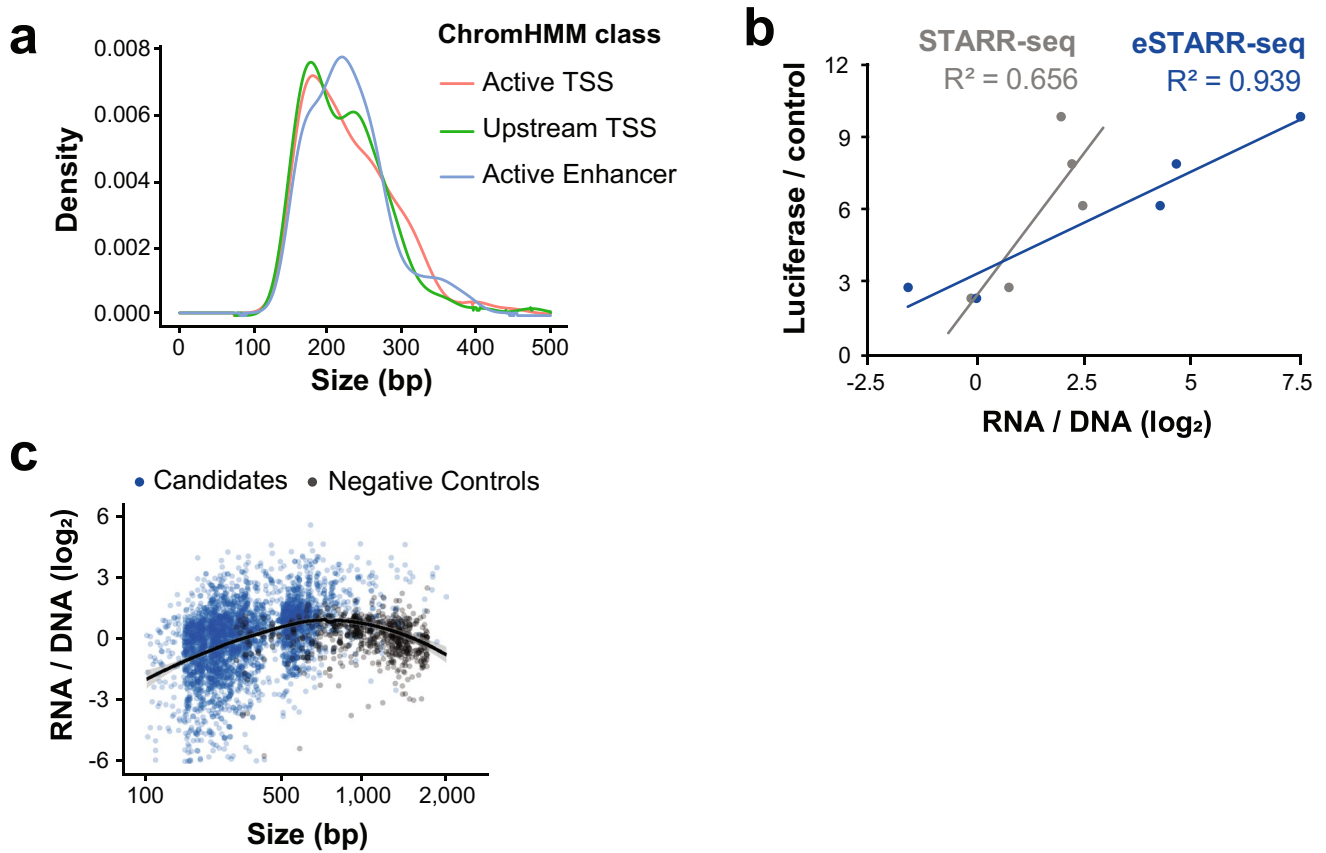 a
ChromHMM class
Active TSS
Upstream TSS
Active Enhancer
Density
0.008
0.006
0.004
0.002
0.000
0 100 200 300 400 500
Size (bp)
b
STARR-seq
R² = 0.656
eSTARR-seq
R² = 0.939
Luciferase / control
12
9
6
3
0
-2.5 0 2.5 5 7.5
RNA / DNA (log₂)
c
Candidates Negative Controls
RNA / DNA (log₂)
6
3
0
-3
-6
100 500 1,000 2,000
Size (bp)